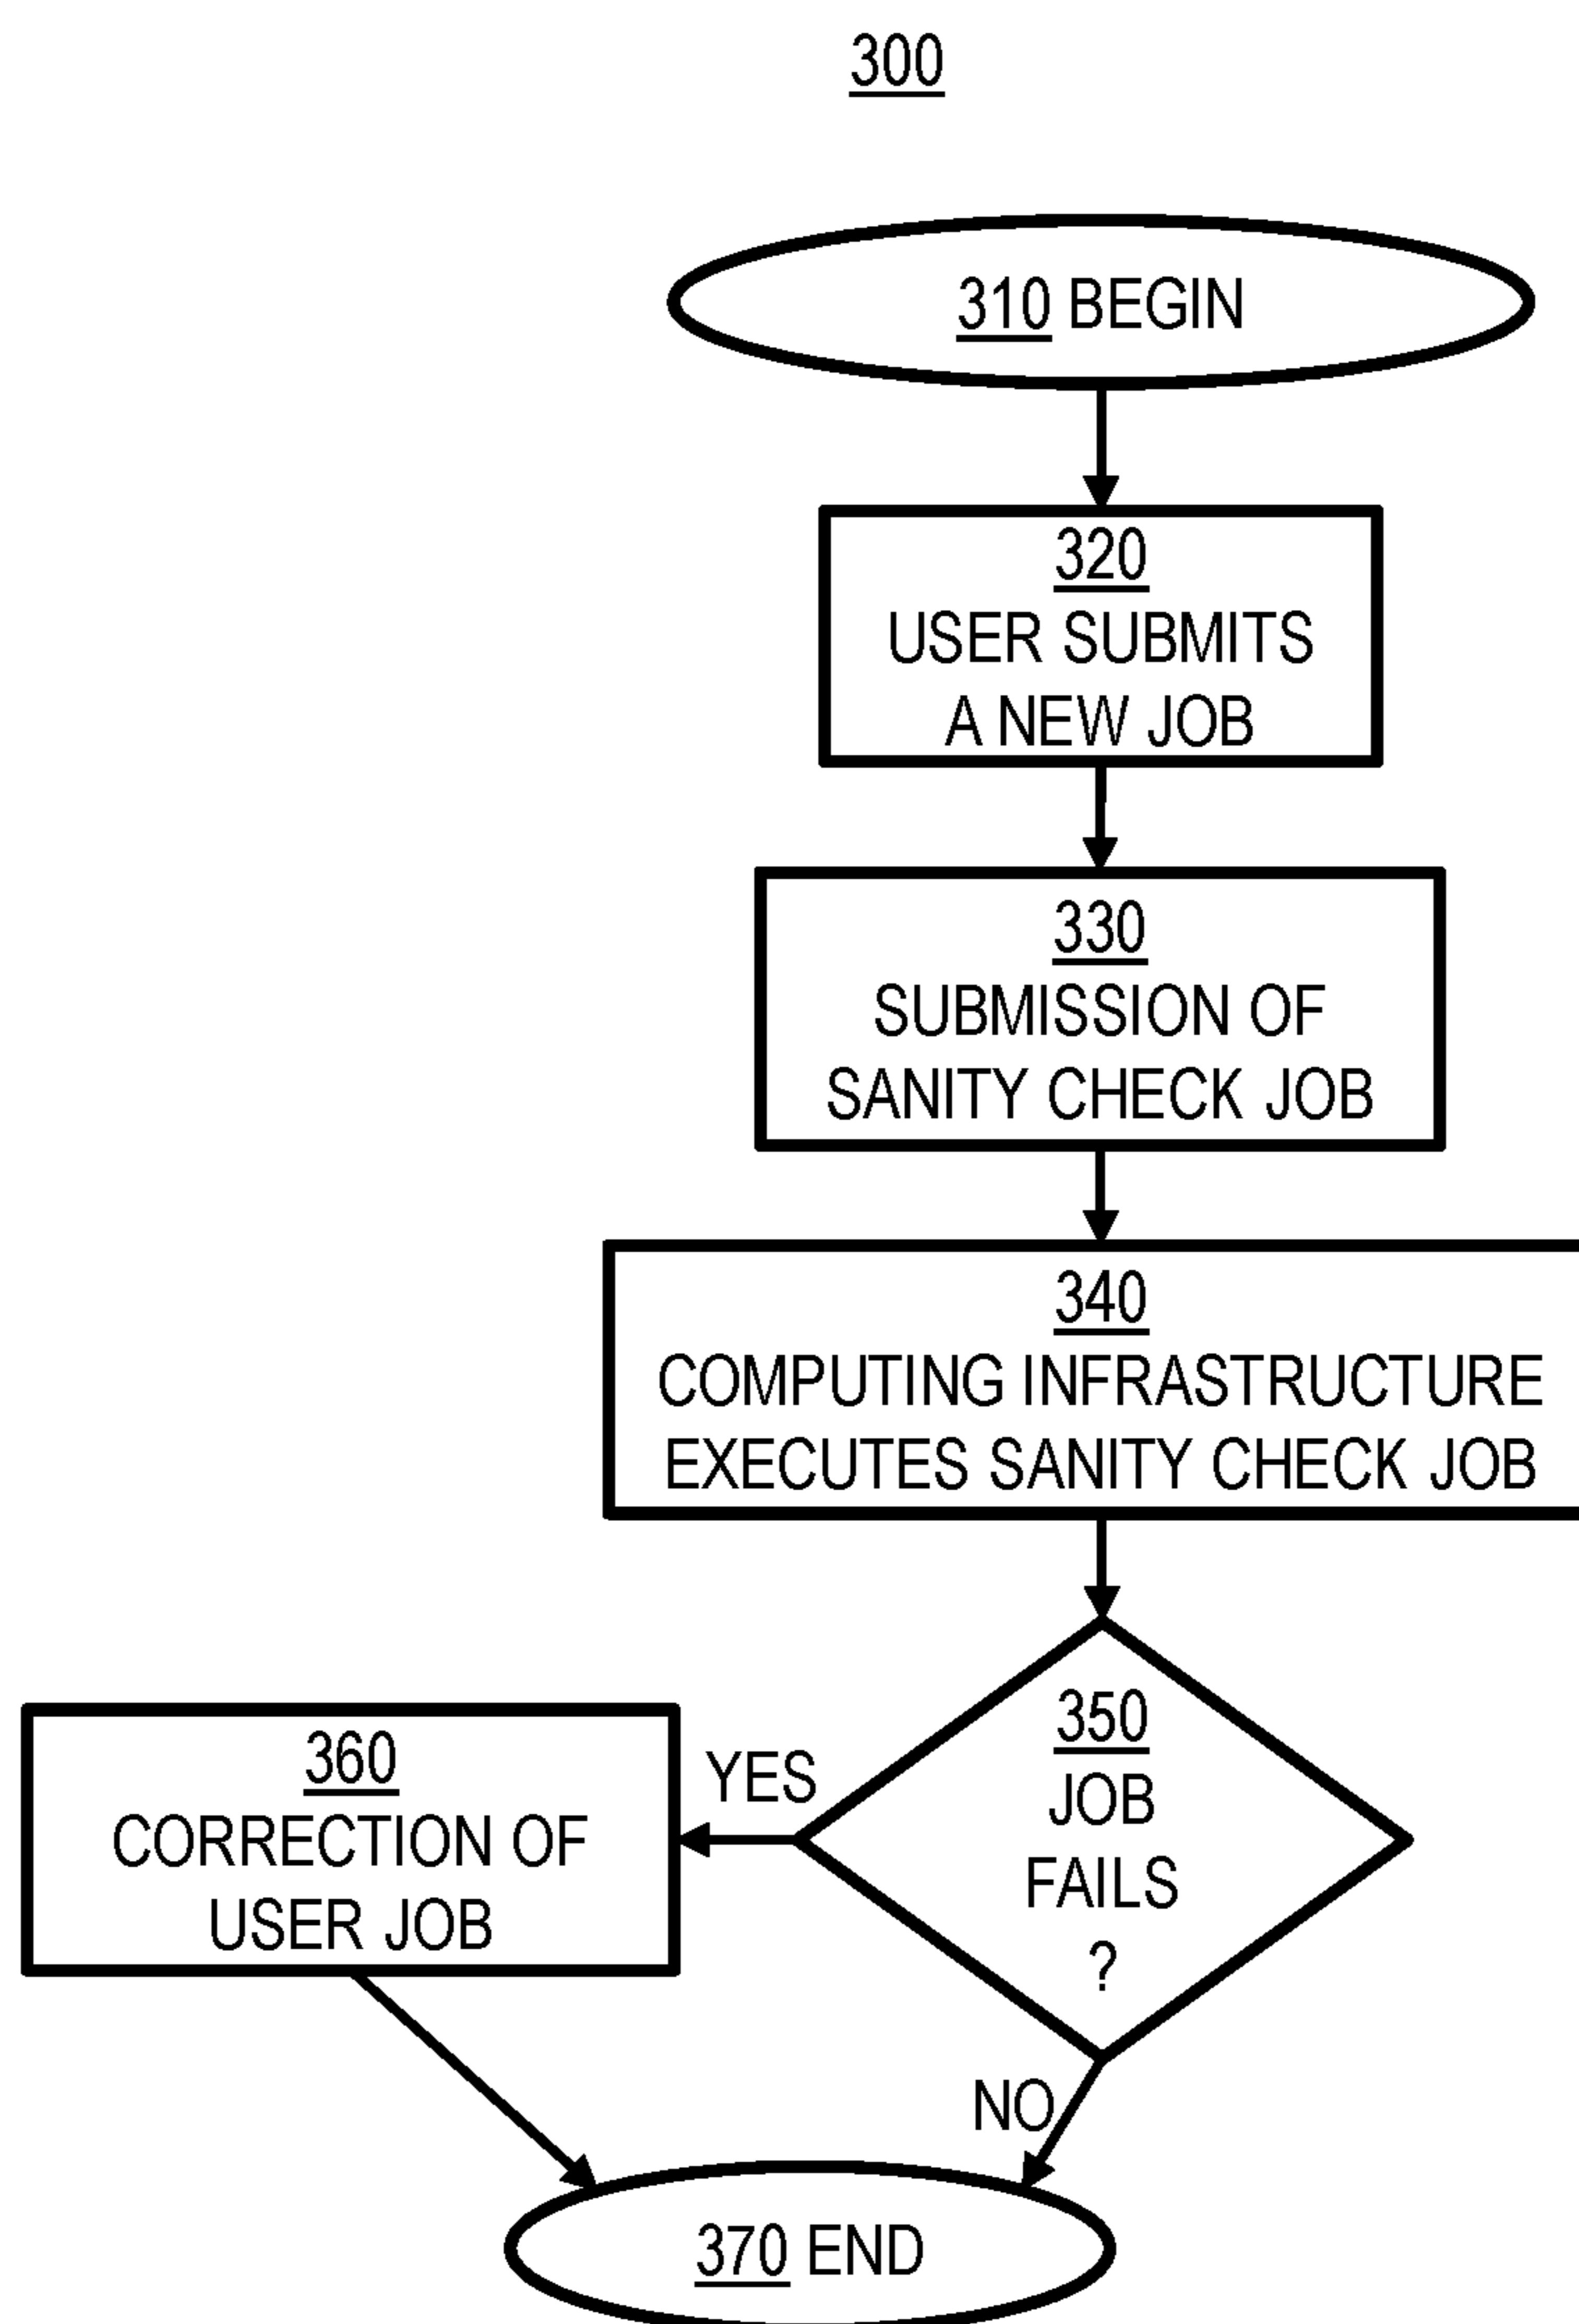 300
310 BEGIN
320
USER SUBMITS
A NEW JOB
330
SUBMISSION OF
SANITY CHECK JOB
340
COMPUTING INFRASTRUCTURE
EXECUTES SANITY CHECK JOB
350
JOB
FAILS
?
YES
360
CORRECTION OF
USER JOB
NO
370 END